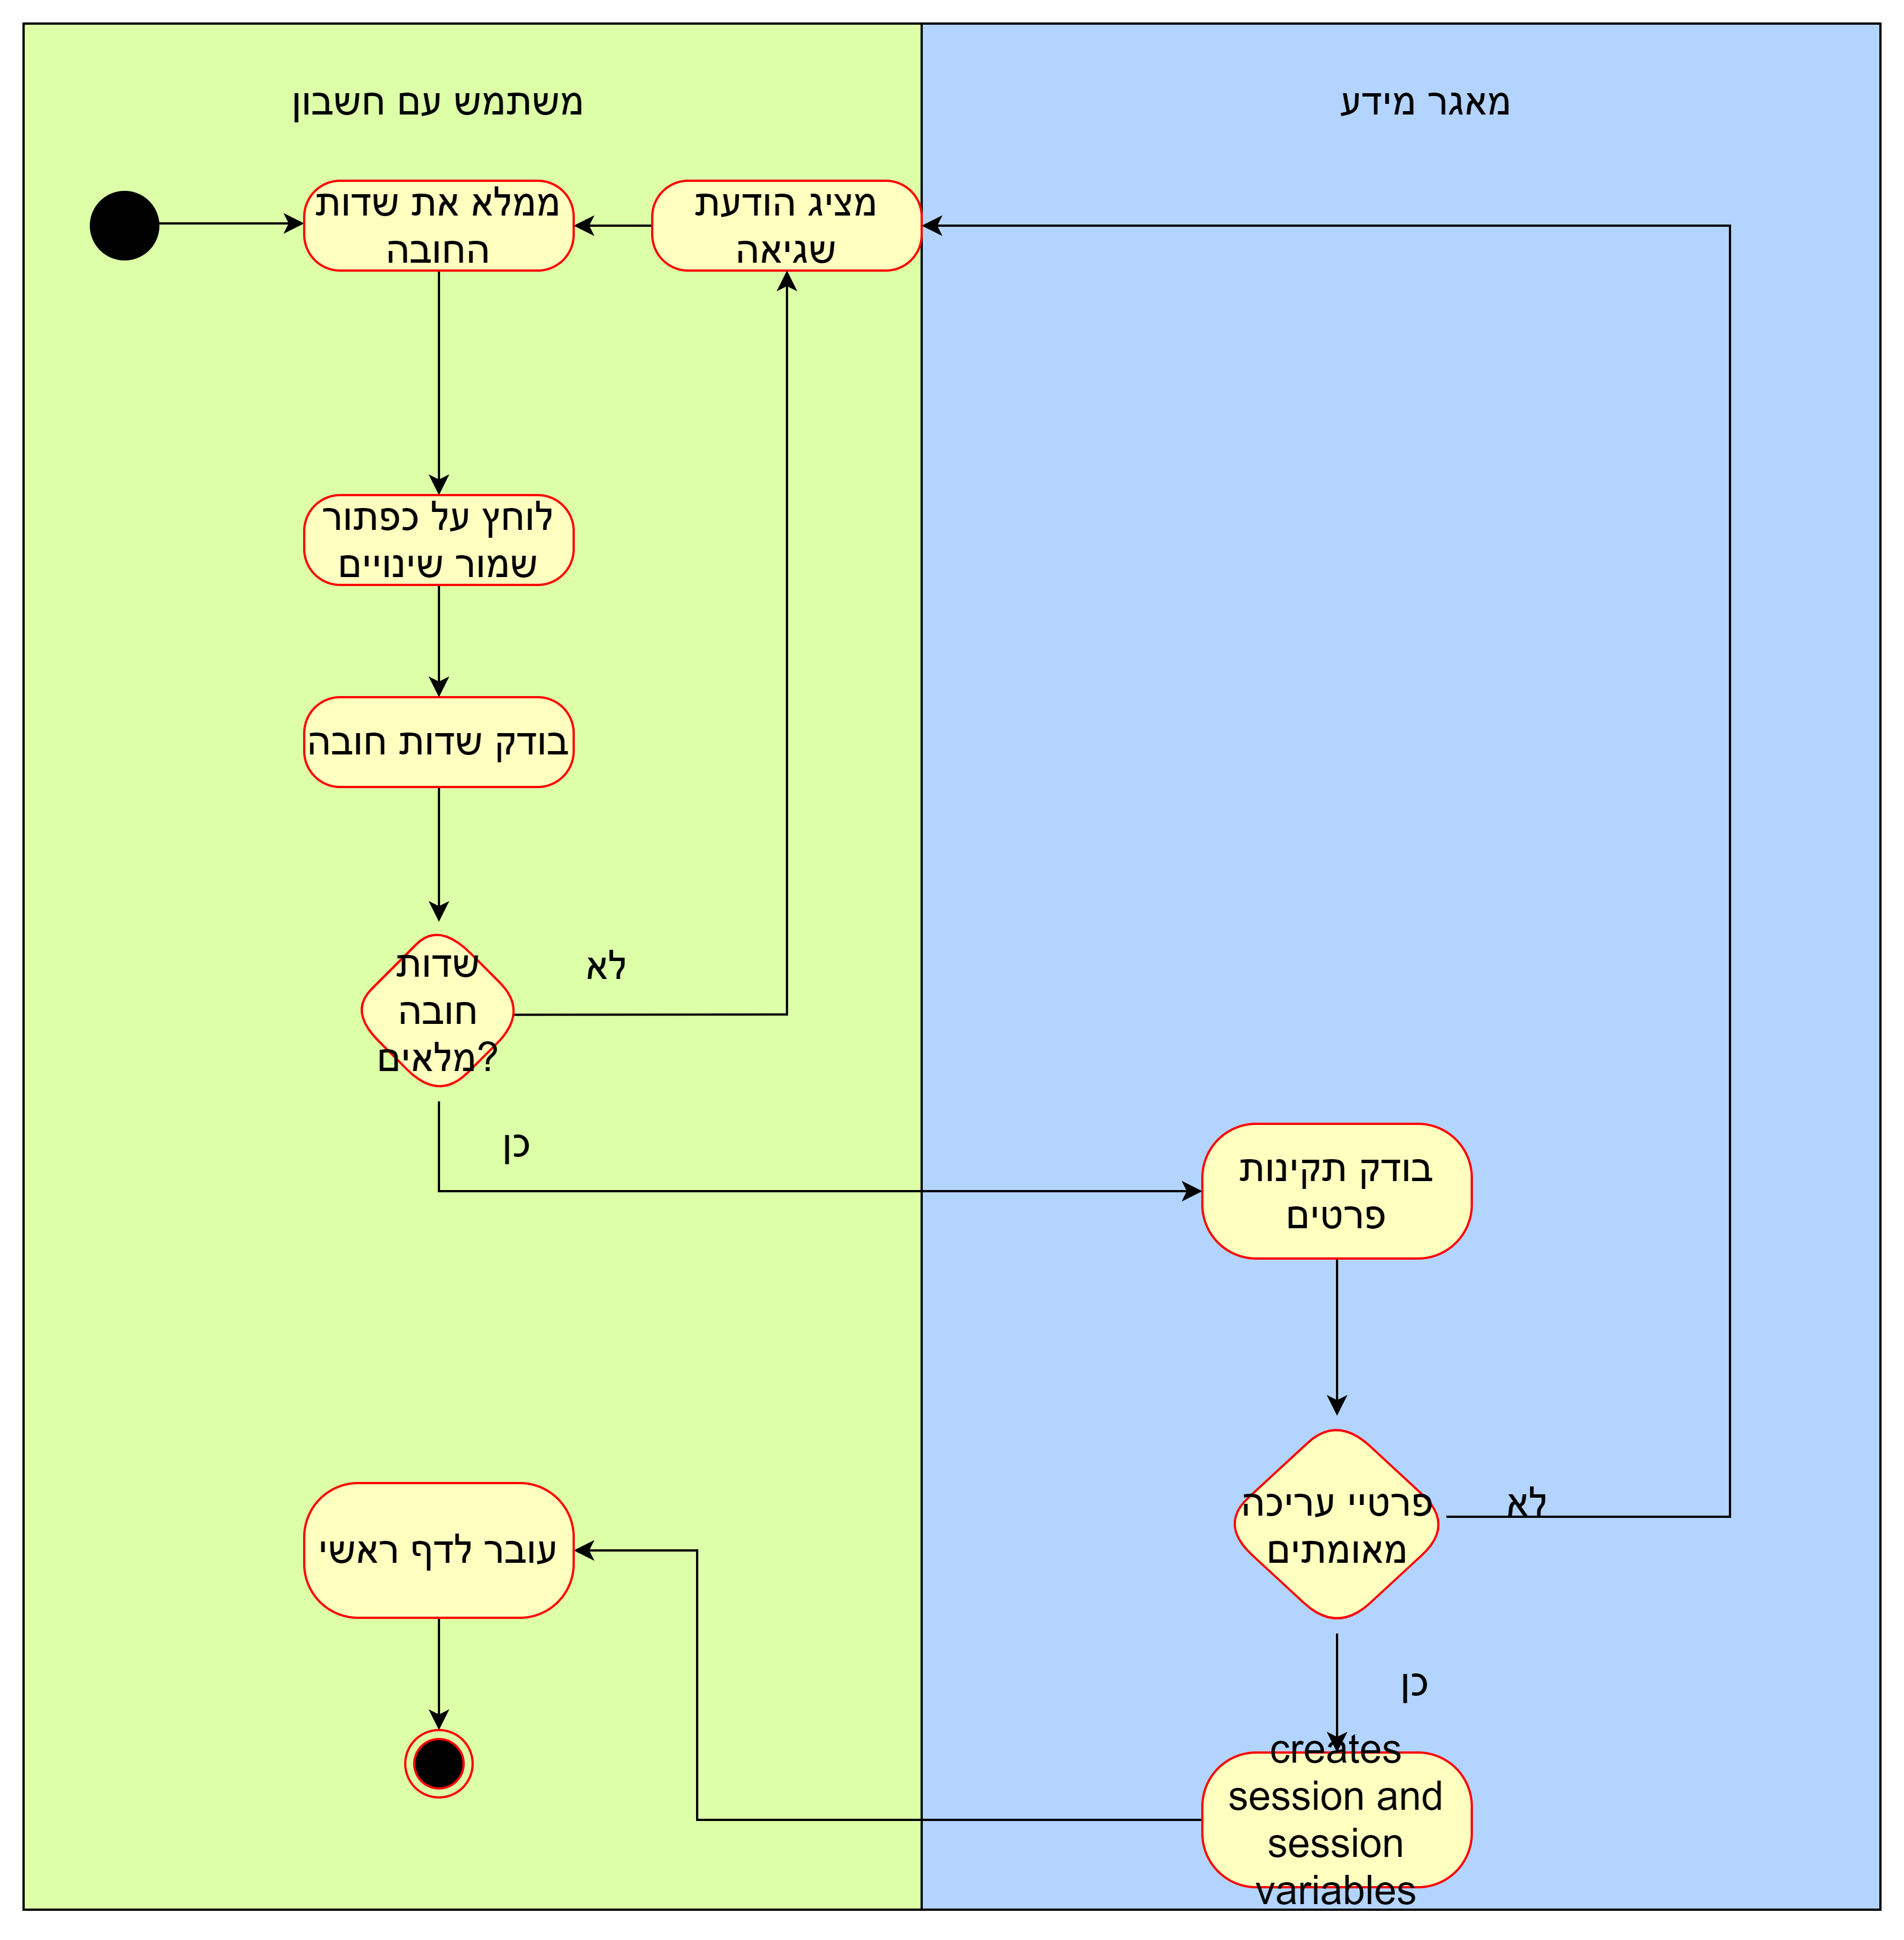 משתמש עם חשבון
מאגר מידע
ממלא את שדות
החובה
מציג הודעת
שגיאה
לוחץ על כפתור
שמור שינויים
בודק שדות חובה
שדות
חובה
מלאים?
לא
כן
בודק תקינות
פרטים
פרטיי עריכה
מאומתים
לא
כן
creates
session and
session
variables
עובר לדף ראשי